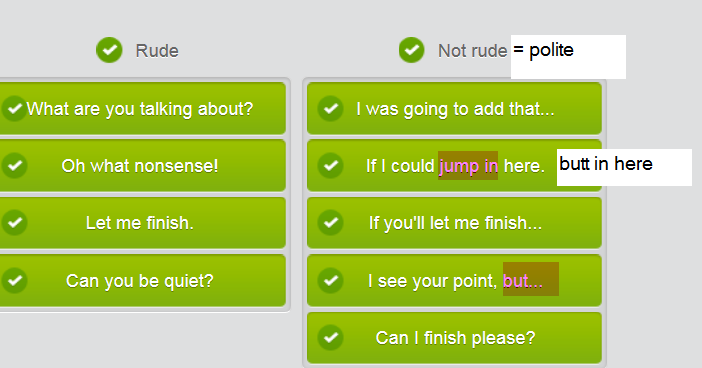 Rude
Not rude = polite
What are you talking about?
I was going to add that...
Oh what nonsense!
If I could jump in here. butt in here
Let me finish.
If you'll let me finish...
Can you be quiet?
I see your point, but...
Can I finish please?